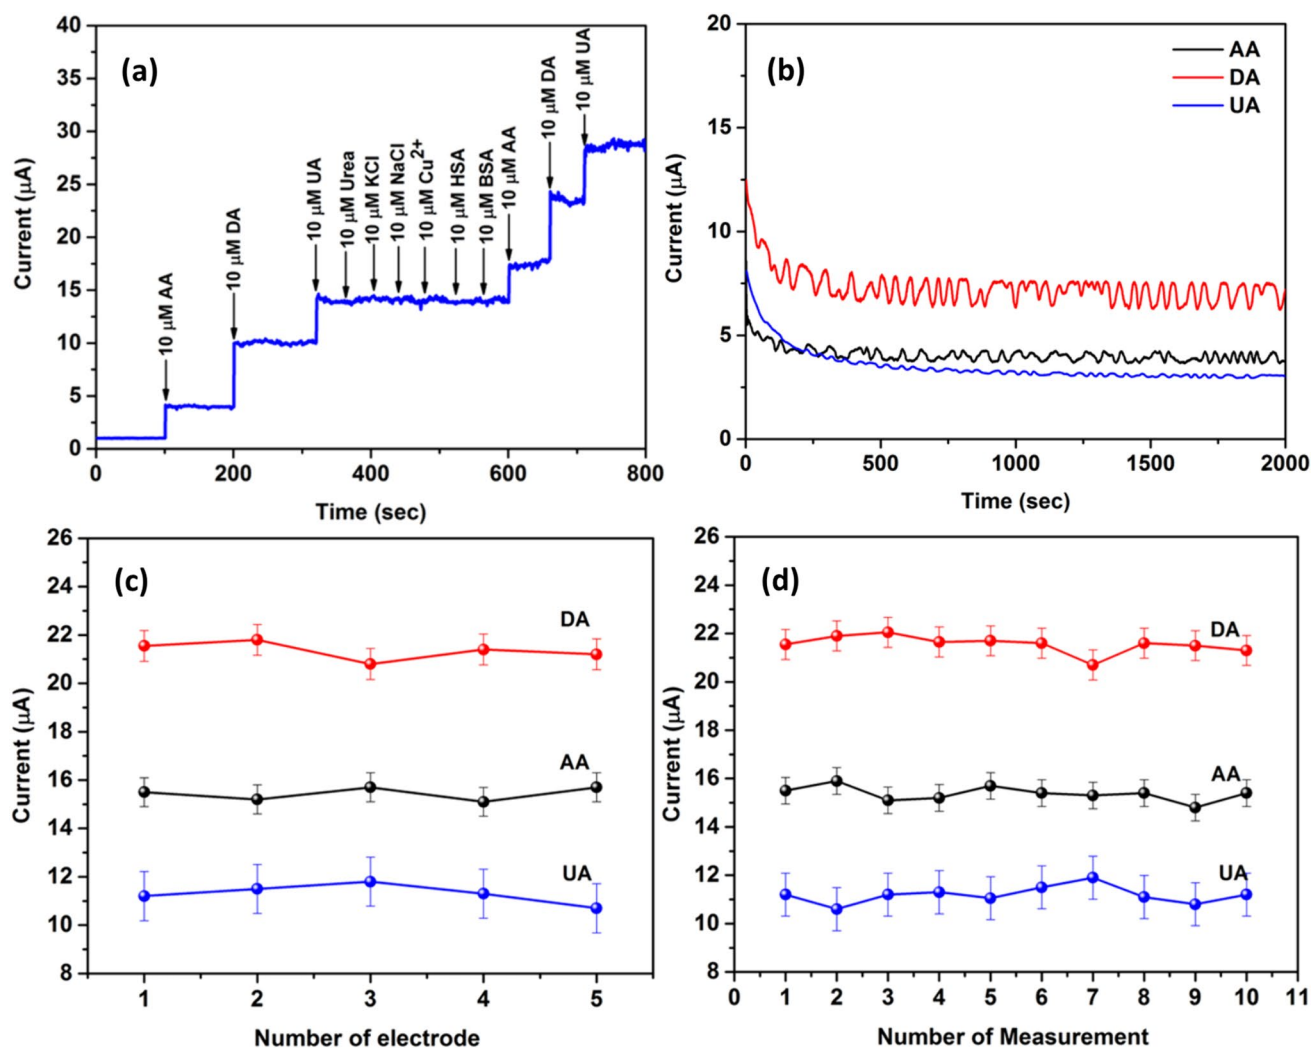 (a)
Current (µA)
40
35
30
25
20
15
10
5
0
10 µM AA
10 µM DA
10 µM UA
10 µM Urea
10 µM KCl
10 µM NaCl
10 µM Cu2+
10 µM HSA
10 µM BSA
10 µM AA
10 µM DA
10 µM UA
0 200 400 600 800
Time (sec)
(b)
Current (µA)
20
15
10
5
0
AA
DA
UA
0 500 1000 1500 2000
Time (sec)
(c)
Current (µA)
26
24
22
20
18
16
14
12
10
8
DA
AA
UA
1 2 3 4 5
Number of electrode
(d)
Current (µA)
26
24
22
20
18
16
14
12
10
8
DA
AA
UA
0 1 2 3 4 5 6 7 8 9 10 11
Number of Measurement